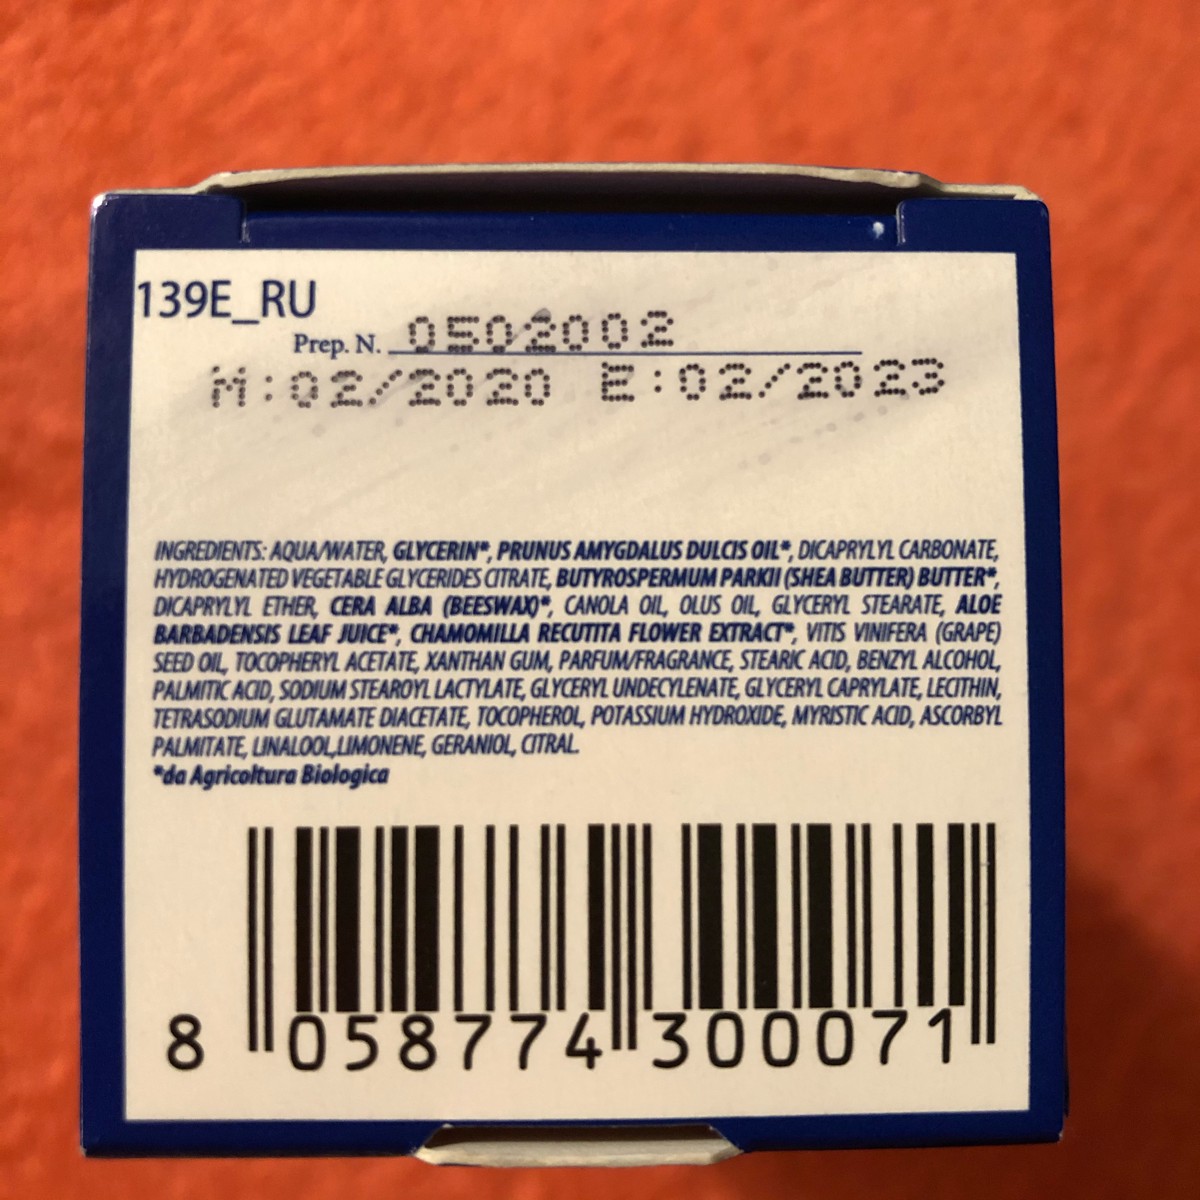 139E_RU
Prep. N. 0502002
M:02/2020 E:02/2023
INGREDIENTS: AQUA/WATER, GLYCERIN*, PRUNUS AMYGDALUS DULCIS OIL*, DICAPRYLYL CARBONATE,
HYDROGENATED VEGETABLE GLYCERIDES CITRATE, BUTYROSPERMUM PARKII (SHEA BUTTER) BUTTER*,
DICAPRYLYL ETHER, CERA ALBA (BEESWAX)*, CANOLA OIL, OLUS OIL, GLYCERYL STEARATE, ALOE
BARBADENSIS LEAF JUICE*, CHAMOMILLA RECUTITA FLOWER EXTRACT*, VITIS VINIFERA (GRAPE)
SEED OIL, TOCOPHERYL ACETATE, XANTHAN GUM, PARFUM/FRAGRANCE, STEARIC ACID, BENZYL ALCOHOL,
PALMITIC ACID, SODIUM STEAROYL LACTYLATE, GLYCERYL UNDECYLENATE, GLYCERYL CAPRYLATE, LECITHIN,
TETRASODIUM GLUTAMATE DIACETATE, TOCOPHEROL, POTASSIUM HYDROXIDE, MYRISTIC ACID, ASCORBYL
PALMITATE, LINALOOL,LIMONENE, GERANIOL, CITRAL.
*da Agricoltura Biologica
8 058774 300071